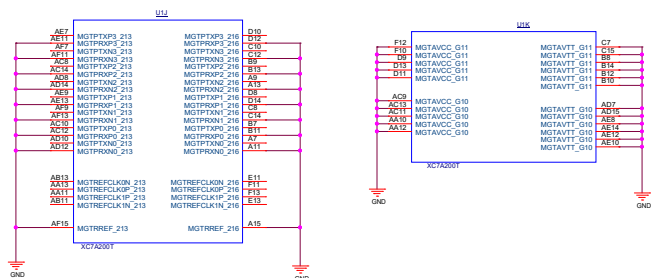 U1J
AE7 MGTPTXP3_213 MGTPTXP3_216 D10
AE11 MGTPRXP3_213 MGTPRXP3_216 D12
AF7 MGTPTXN3_213 MGTPTXN3_216 C10
AF11 MGTPRXN3_213 MGTPRXN3_216 C12
AC8 MGTPTXP2_213 MGTPTXP2_216 B9
AC14 MGTPRXP2_213 MGTPRXP2_216 B13
AD8 MGTPTXN2_213 MGTPTXN2_216 A9
AD14 MGTPRXN2_213 MGTPRXN2_216 A13
AE9 MGTPTXP1_213 MGTPTXP1_216 D8
AE13 MGTPRXP1_213 MGTPRXP1_216 D14
AF9 MGTPTXN1_213 MGTPTXN1_216 C8
AF13 MGTPRXN1_213 MGTPRXN1_216 C14
AC10 MGTPTXP0_213 MGTPTXP0_216 B7
AC12 MGTPRXP0_213 MGTPRXP0_216 B11
AD10 MGTPTXN0_213 MGTPTXN0_216 A7
AD12 MGTPRXN0_213 MGTPRXN0_216 A11
AB13 MGTREFCLK0N_213 MGTREFCLK0N_216 E11
AA13 MGTREFCLK0P_213 MGTREFCLK0P_216 F11
AA11 MGTREFCLK1P_213 MGTREFCLK1P_216 F13
AB11 MGTREFCLK1N_213 MGTREFCLK1N_216 E13
AF15 MGTRREF_213 MGTRREF_216 A15
XC7A200T
GND GND
U1K
F12 MGTAVCC_G11 MGTAVTT_G11 C7
F10 MGTAVCC_G11 MGTAVTT_G11 C15
D9 MGTAVCC_G11 MGTAVTT_G11 B8
D13 MGTAVCC_G11 MGTAVTT_G11 B14
D11 MGTAVCC_G11 MGTAVTT_G11 B12
MGTAVTT_G11 B10
AC9 MGTAVCC_G10
AC13 MGTAVCC_G10 MGTAVTT_G10 AD7
AC11 MGTAVCC_G10 MGTAVTT_G10 AD15
AA10 MGTAVCC_G10 MGTAVTT_G10 AE8
AA12 MGTAVCC_G10 MGTAVTT_G10 AE14
MGTAVTT_G10 AE12
MGTAVTT_G10 AE10
XC7A200T
GND GND